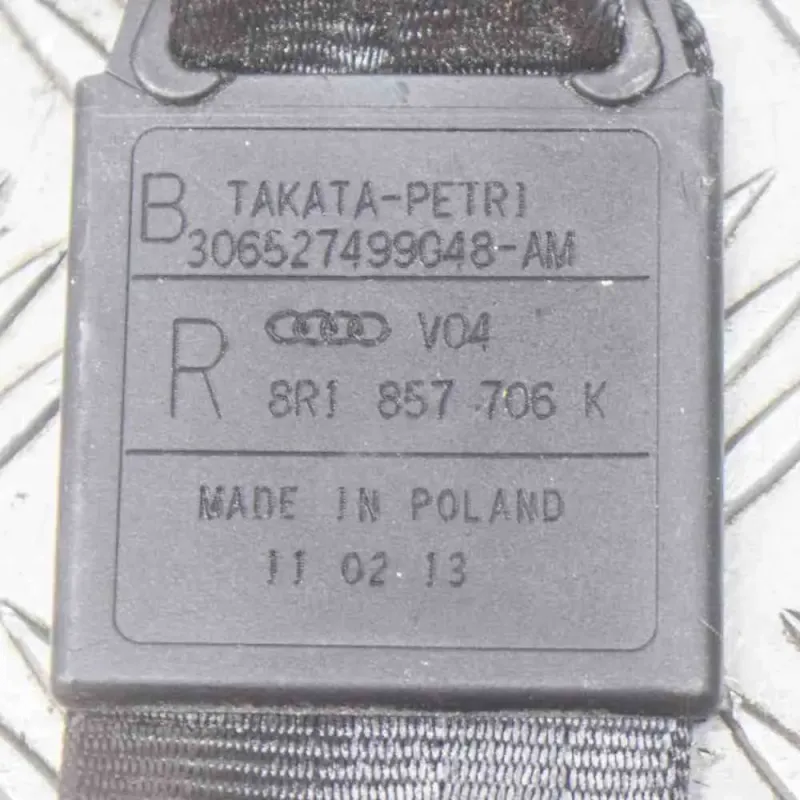 B TAKATA-PETRI
306527499048-AM
R V04
8R1 857 706 K
MADE IN POLAND
11 02 13